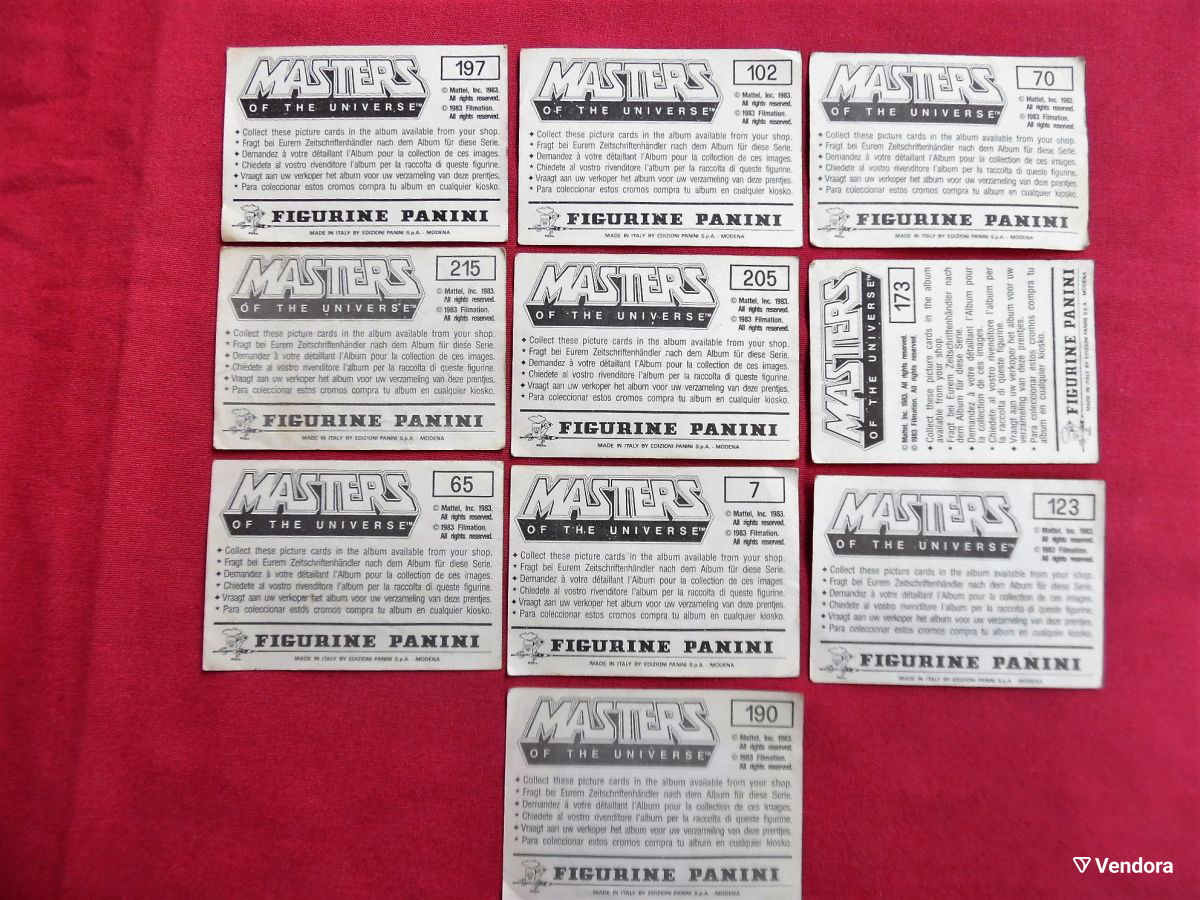 MASTERS
OF THE UNIVERSE™
197
© Mattel, Inc. 1983.
All rights reserved.
© 1983 Filmation.
All rights reserved.
✦ Collect these picture cards in the album available from your shop.
✦ Fragt bei Eurem Zeitschriftenhändler nach dem Album für diese Serie.
✦ Demandez à votre détaillant l'Album pour la collection de ces images.
✦ Chiedete al vostro rivenditore l'album per la raccolta di queste figurine.
✦ Vraagt aan uw verkoper het album voor uw verzameling van deze prentjes.
✦ Para coleccionar estos cromos compra tu album en cualquier kiosko.
FIGURINE PANINI
MADE IN ITALY BY EDIZIONI PANINI S.p.A. - MODENA
MASTERS
OF THE UNIVERSE™
102
© Mattel, Inc. 1983.
All rights reserved.
© 1983 Filmation.
All rights reserved.
✦ Collect these picture cards in the album available from your shop.
✦ Fragt bei Eurem Zeitschriftenhändler nach dem Album für diese Serie.
✦ Demandez à votre détaillant l'Album pour la collection de ces images.
✦ Chiedete al vostro rivenditore l'album per la raccolta di queste figurine.
✦ Vraagt aan uw verkoper het album voor uw verzameling van deze prentjes.
✦ Para coleccionar estos cromos compra tu album en cualquier kiosko.
FIGURINE PANINI
MADE IN ITALY BY EDIZIONI PANINI S.p.A. - MODENA
MASTERS
OF THE UNIVERSE™
70
© Mattel, Inc. 1983.
All rights reserved.
© 1983 Filmation.
All rights reserved.
✦ Collect these picture cards in the album available from your shop.
✦ Fragt bei Eurem Zeitschriftenhändler nach dem Album für diese Serie.
✦ Demandez à votre détaillant l'Album pour la collection de ces images.
✦ Chiedete al vostro rivenditore l'album per la raccolta di queste figurine.
✦ Vraagt aan uw verkoper het album voor uw verzameling van deze prentjes.
✦ Para coleccionar estos cromos compra tu album en cualquier kiosko.
FIGURINE PANINI
MADE IN ITALY BY EDIZIONI PANINI S.p.A. - MODENA
MASTERS
OF THE UNIVERSE™
215
© Mattel, Inc. 1983.
All rights reserved.
© 1983 Filmation.
All rights reserved.
✦ Collect these picture cards in the album available from your shop.
✦ Fragt bei Eurem Zeitschriftenhändler nach dem Album für diese Serie.
✦ Demandez à votre détaillant l'Album pour la collection de ces images.
✦ Chiedete al vostro rivenditore l'album per la raccolta di queste figurine.
✦ Vraagt aan uw verkoper het album voor uw verzameling van deze prentjes.
✦ Para coleccionar estos cromos compra tu album en cualquier kiosko.
FIGURINE PANINI
MADE IN ITALY BY EDIZIONI PANINI S.p.A. - MODENA
MASTERS
OF THE UNIVERSE™
205
© Mattel, Inc. 1983.
All rights reserved.
© 1983 Filmation.
All rights reserved.
✦ Collect these picture cards in the album available from your shop.
✦ Fragt bei Eurem Zeitschriftenhändler nach dem Album für diese Serie.
✦ Demandez à votre détaillant l'Album pour la collection de ces images.
✦ Chiedete al vostro rivenditore l'album per la raccolta di queste figurine.
✦ Vraagt aan uw verkoper het album voor uw verzameling van deze prentjes.
✦ Para coleccionar estos cromos compra tu album en cualquier kiosko.
FIGURINE PANINI
MADE IN ITALY BY EDIZIONI PANINI S.p.A. - MODENA
MASTERS
OF THE UNIVERSE™
173
© Mattel, Inc. 1983. All rights reserved.
© 1983 Filmation. All rights reserved.
• Collect these picture cards in the album
available from your shop.
• Fragt bei Eurem Zeitschriftenhändler nach
dem Album für diese Serie.
• Demandez à votre détaillant l'Album pour
la collection de ces images.
• Chiedete al vostro rivenditore l'album per
la raccolta di queste figurine.
• Vraagt aan uw verkoper het album voor uw
verzameling van deze prentjes.
• Para coleccionar estos cromos compra tu
album en cualquier kiosko.
FIGURINE PANINI
MADE IN ITALY BY EDIZIONI PANINI S.p.A. - MODENA
MASTERS
OF THE UNIVERSE™
65
© Mattel, Inc. 1983.
All rights reserved.
© 1983 Filmation.
All rights reserved.
✦ Collect these picture cards in the album available from your shop.
✦ Fragt bei Eurem Zeitschriftenhändler nach dem Album für diese Serie.
✦ Demandez à votre détaillant l'Album pour la collection de ces images.
✦ Chiedete al vostro rivenditore l'album per la raccolta di queste figurine.
✦ Vraagt aan uw verkoper het album voor uw verzameling van deze prentjes.
✦ Para coleccionar estos cromos compra tu album en cualquier kiosko.
FIGURINE PANINI
MADE IN ITALY BY EDIZIONI PANINI S.p.A. - MODENA
MASTERS
OF THE UNIVERSE™
7
© Mattel, Inc. 1983.
All rights reserved.
© 1983 Filmation.
All rights reserved.
✦ Collect these picture cards in the album available from your shop.
✦ Fragt bei Eurem Zeitschriftenhändler nach dem Album für diese Serie.
✦ Demandez à votre détaillant l'Album pour la collection de ces images.
✦ Chiedete al vostro rivenditore l'album per la raccolta di queste figurine.
✦ Vraagt aan uw verkoper het album voor uw verzameling van deze prentjes.
✦ Para coleccionar estos cromos compra tu album en cualquier kiosko.
FIGURINE PANINI
MADE IN ITALY BY EDIZIONI PANINI S.p.A. - MODENA
MASTERS
OF THE UNIVERSE™
123
© Mattel, Inc. 1983.
All rights reserved.
© 1983 Filmation.
All rights reserved.
✦ Collect these picture cards in the album available from your shop.
✦ Fragt bei Eurem Zeitschriftenhändler nach dem Album für diese Serie.
✦ Demandez à votre détaillant l'Album pour la collection de ces images.
✦ Chiedete al vostro rivenditore l'album per la raccolta di queste figurine.
✦ Vraagt aan uw verkoper het album voor uw verzameling van deze prentjes.
✦ Para coleccionar estos cromos compra tu album en cualquier kiosko.
FIGURINE PANINI
MADE IN ITALY BY EDIZIONI PANINI S.p.A. - MODENA
MASTERS
OF THE UNIVERSE™
190
© Mattel, Inc. 1983.
All rights reserved.
© 1983 Filmation.
All rights reserved.
✦ Collect these picture cards in the album available from your shop.
✦ Fragt bei Eurem Zeitschriftenhändler nach dem Album für diese Serie.
✦ Demandez à votre détaillant l'Album pour la collection de ces images.
✦ Chiedete al vostro rivenditore l'album per la raccolta di queste figurine.
✦ Vraagt aan uw verkoper het album voor uw verzameling van deze prentjes.
✦ Para coleccionar estos cromos compra tu album en cualquier kiosko.
FIGURINE PANINI
MADE IN ITALY BY EDIZIONI PANINI S.p.A. - MODENA
Vendora